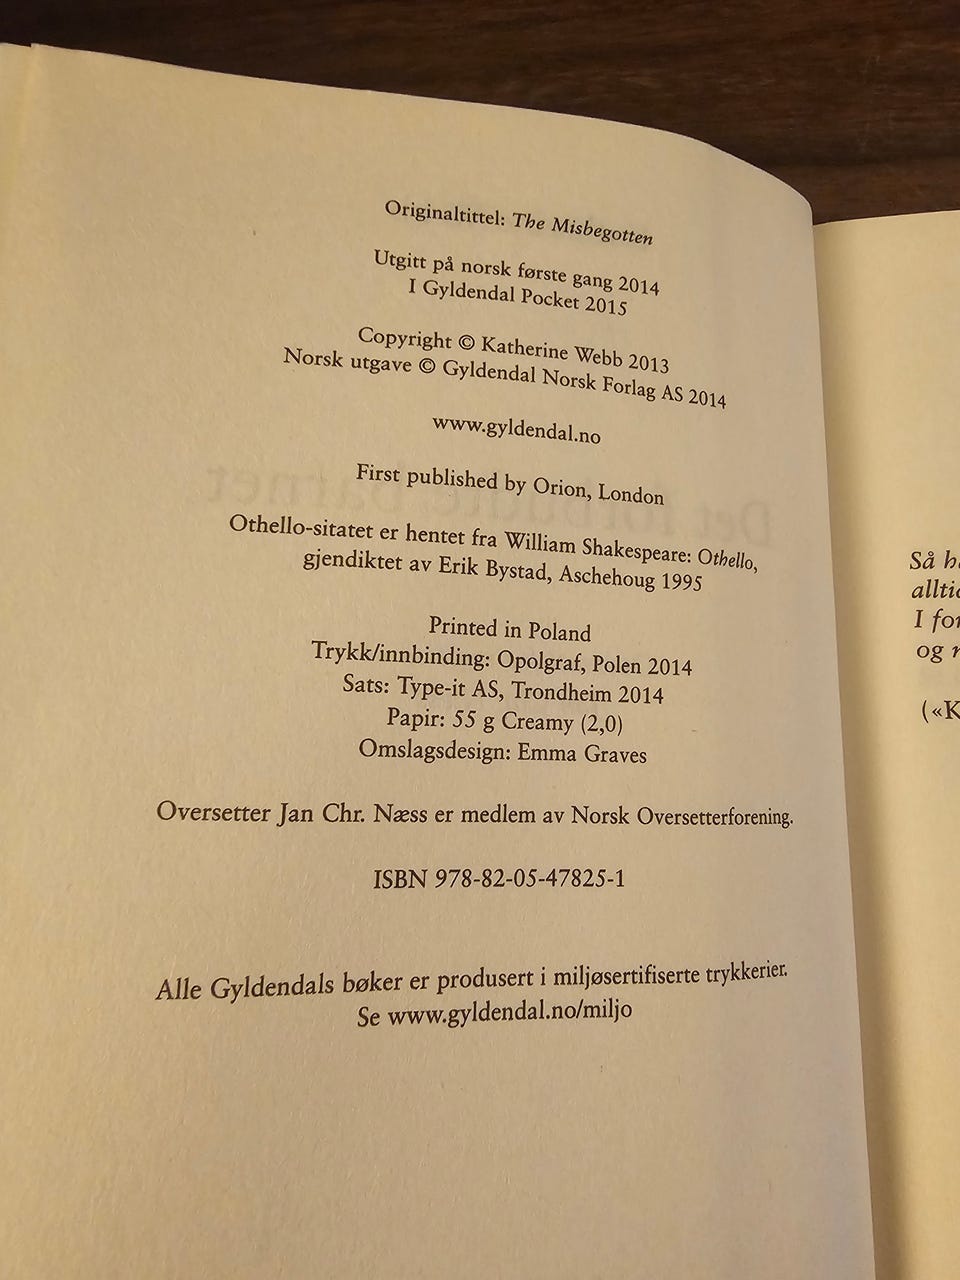 Originaltittel: The Misbegotten
Utgitt på norsk første gang 2014
I Gyldendal Pocket 2015
Copyright © Katherine Webb 2013
Norsk utgave © Gyldendal Norsk Forlag AS 2014
www.gyldendal.no
First published by Orion, London
Othello-sitatet er hentet fra William Shakespeare: Othello,
gjendiktet av Erik Bystad, Aschehoug 1995
Printed in Poland
Trykk/innbinding: Opolgraf, Polen 2014
Sats: Type-it AS, Trondheim 2014
Papir: 55 g Creamy (2,0)
Omslagsdesign: Emma Graves
Oversetter Jan Chr. Næss er medlem av Norsk Oversetterforening.
ISBN 978-82-05-47825-1
Alle Gyldendals bøker er produsert i miljøsertifiserte trykkerier.
Se www.gyldendal.no/miljo
Så
I
og